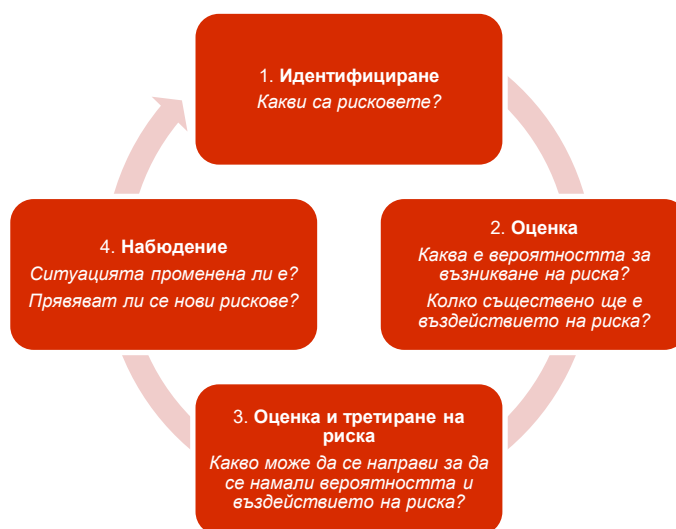 1. Идентифициране
Какви са рисковете?
2. Оценка
Каква е вероятността за
възникване на риска?
Колко съществено ще е
въздействието на риска?
3. Оценка и третиране на
риска
Какво може да се направи за да
се намали вероятността и
въздействието на риска?
4. Набюдение
Ситуацията променена ли е?
Прявяват ли се нови рискове?